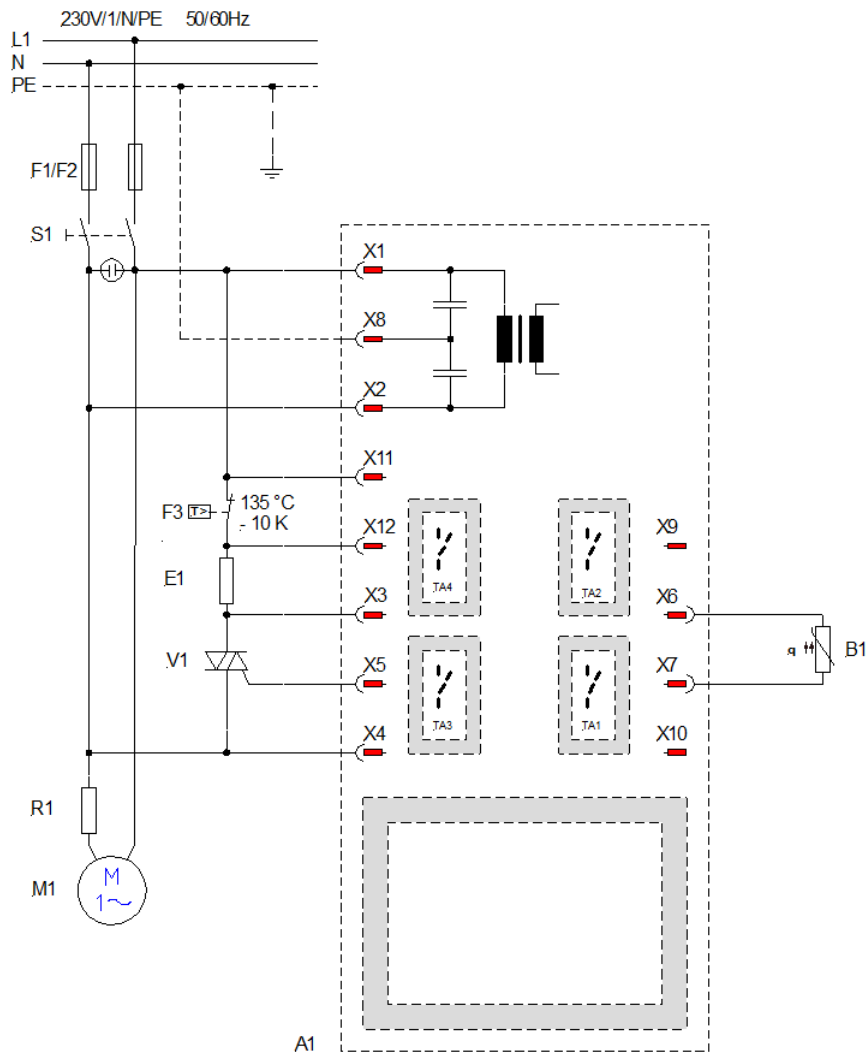 230V/1/N/PE 50/60Hz
L1
N
PE
F1/F2
S1
X1
X8
X2
X11
F3 T> 135 °C
- 10 K
X12
X9
E1
TA4
TA2
X3
X6
V1
X5
q
B1
X7
TA3
TA1
X4
X10
R1
M1
M
1~
A1